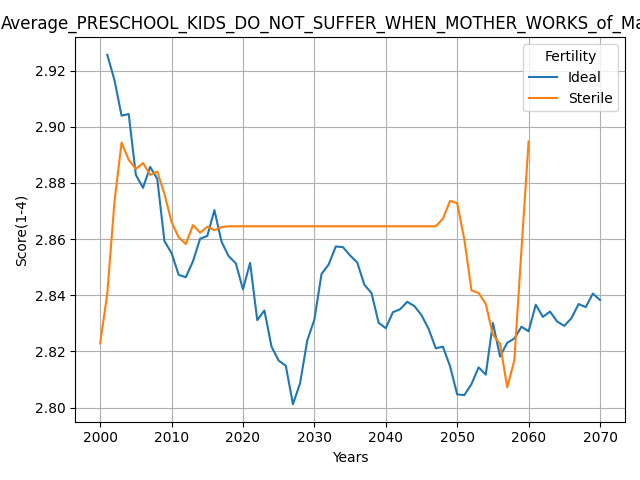 Average_PRESCHOOL_KIDS_DO_NOT_SUFFER_WHEN_MOTHER_WORKS_of_Ma
Fertility
Ideal
Sterile
Score(1-4)
2.92
2.90
2.88
2.86
2.84
2.82
2.80
2000 2010 2020 2030 2040 2050 2060 2070
Years